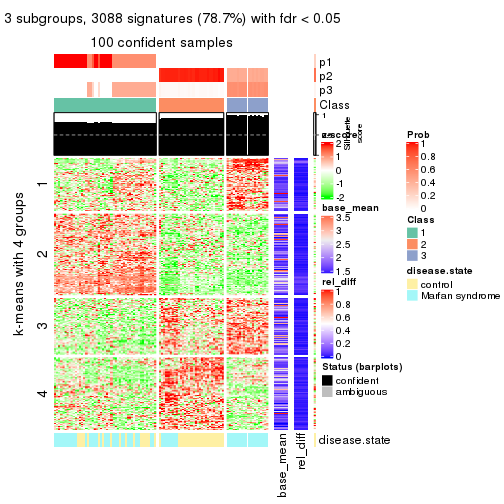 3 subgroups, 3088 signatures (78.7%) with fdr < 0.05
100 confident samples
p1
p2
p3
Class
1
Silhouette
score
k-means with 4 groups
1
2
3
4
base_mean
rel_diff
disease.state
z-score
2
1
0
-1
-2
base_mean
3.5
3
2.5
2
1.5
rel_diff
1
0.8
0.6
0.4
0.2
0
Status (barplots)
confident
ambiguous
Prob
1
0.8
0.6
0.4
0.2
0
Class
1
2
3
disease.state
control
Marfan syndrome